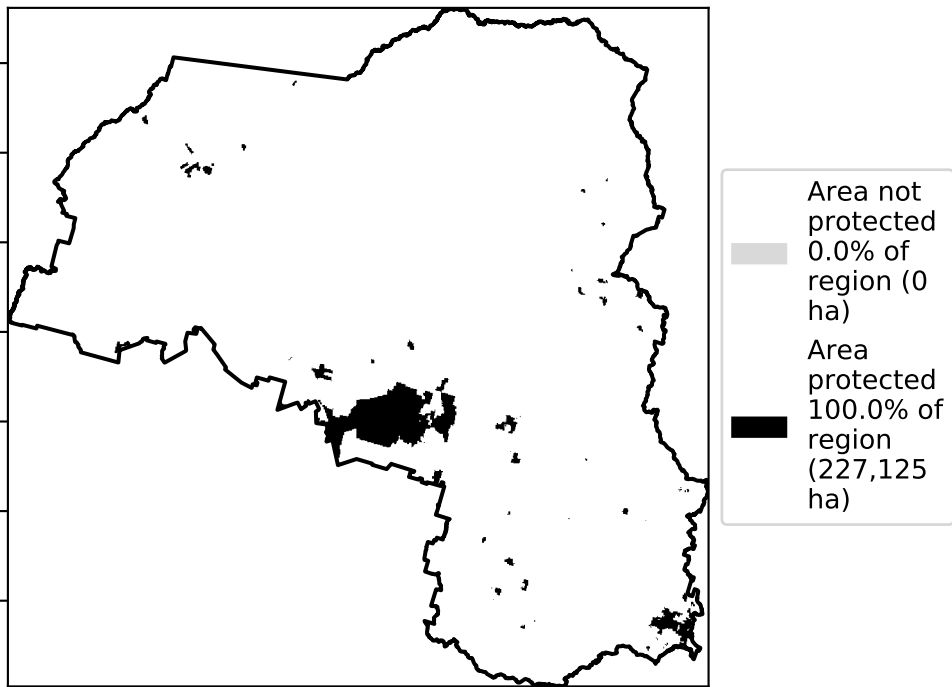 Area not
protected
0.0% of
region (0
ha)
Area
protected
100.0% of
region
(227,125
ha)